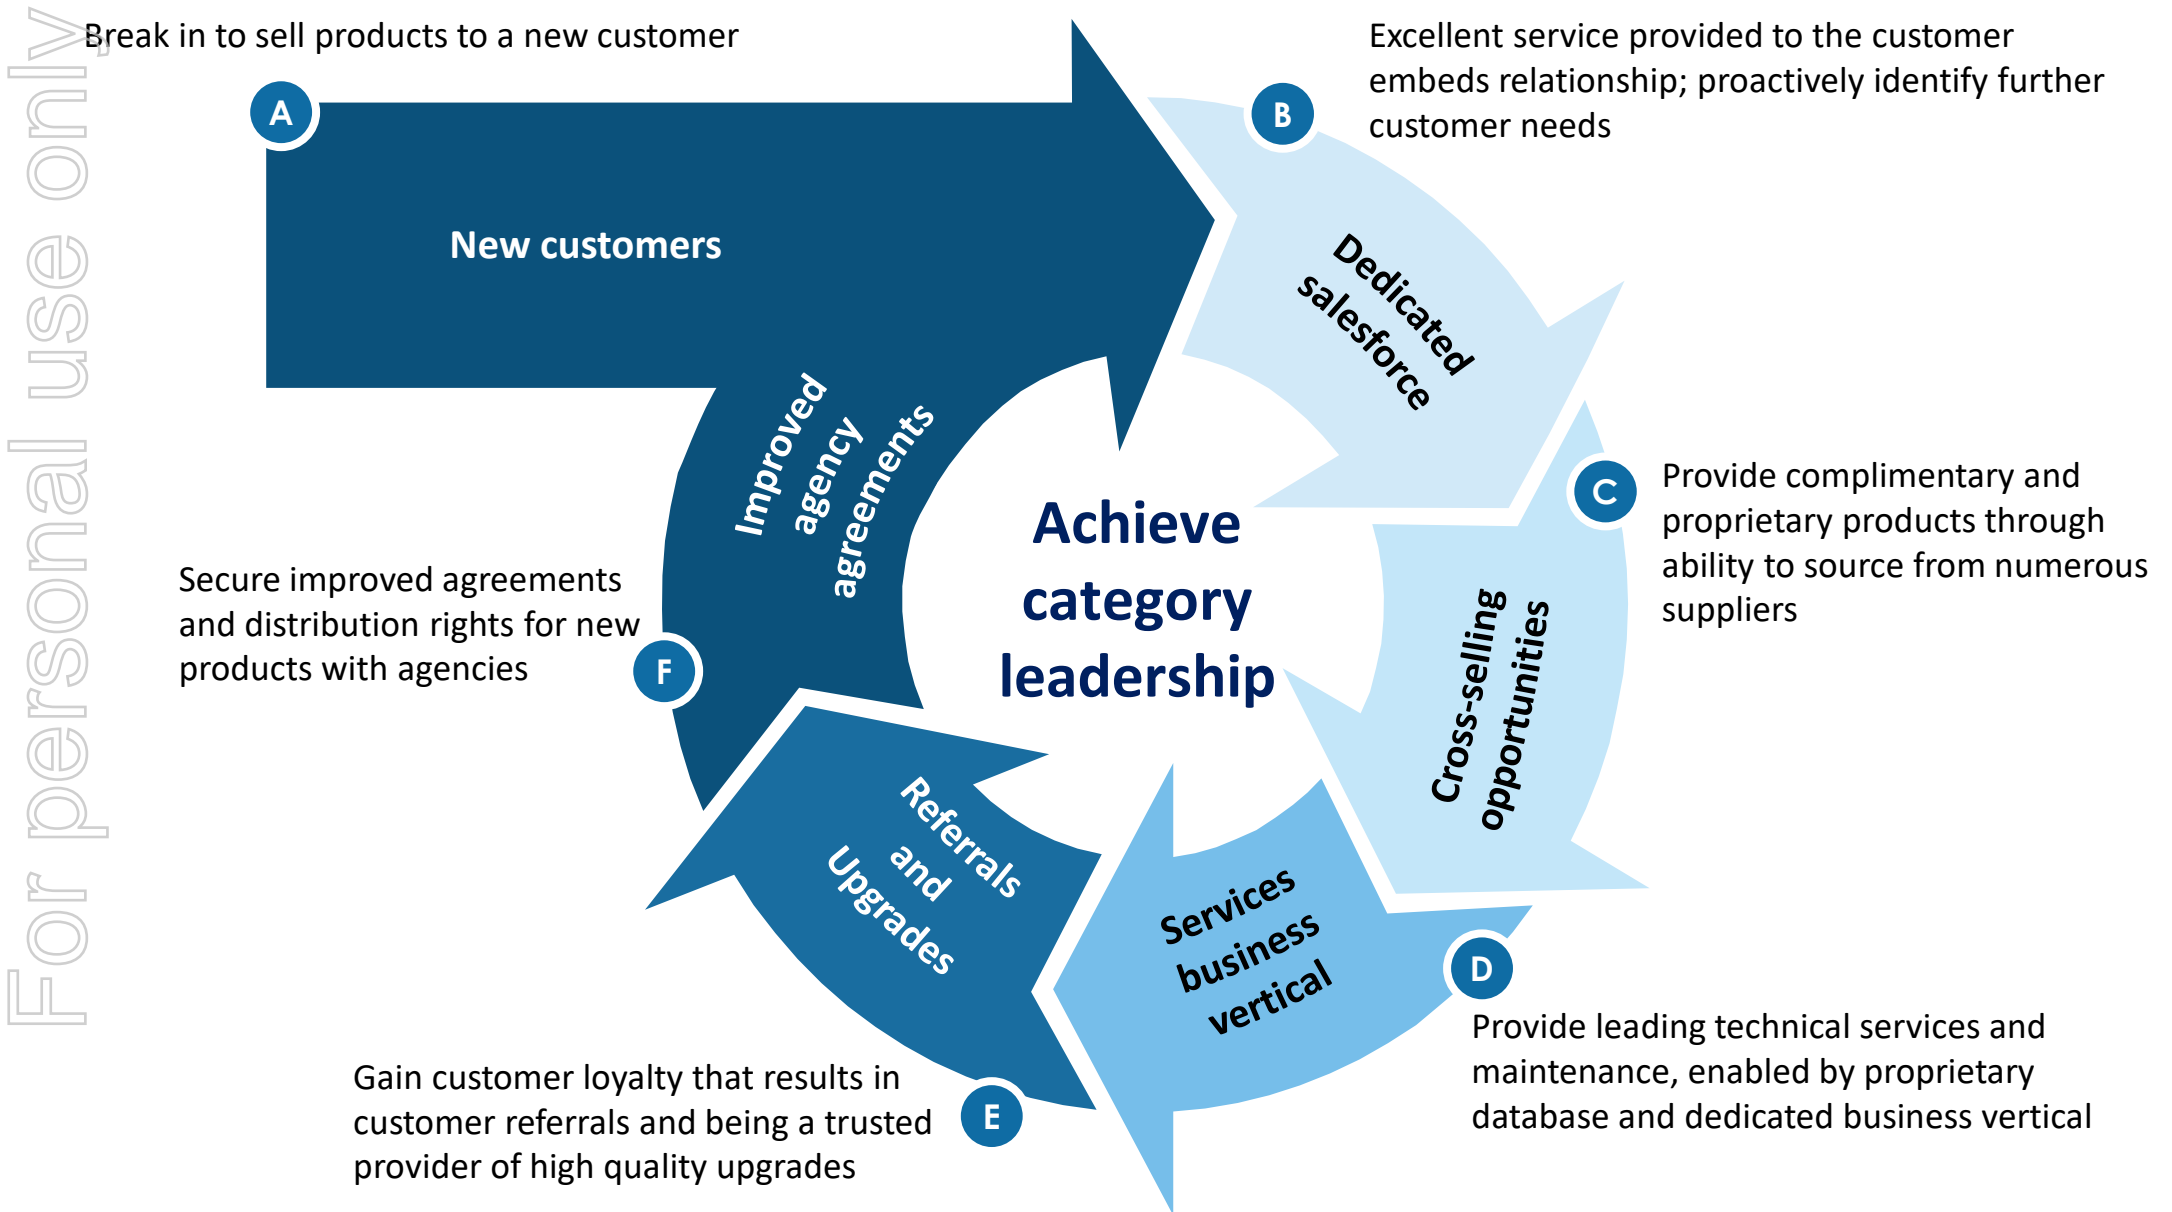 For personal use only
Break in to sell products to a new customer
A
New customers
B
Excellent service provided to the customer
embeds relationship; proactively identify further
customer needs
Dedicated
salesforce
C
Provide complimentary and
proprietary products through
ability to source from numerous
suppliers
Cross-selling
opportunities
D
Provide leading technical services and
maintenance, enabled by proprietary
database and dedicated business vertical
Services
business
vertical
E
Gain customer loyalty that results in
customer referrals and being a trusted
provider of high quality upgrades
Referrals
and
Upgrades
F
Secure improved agreements
and distribution rights for new
products with agencies
Improved
agency
agreements
Achieve
category
leadership